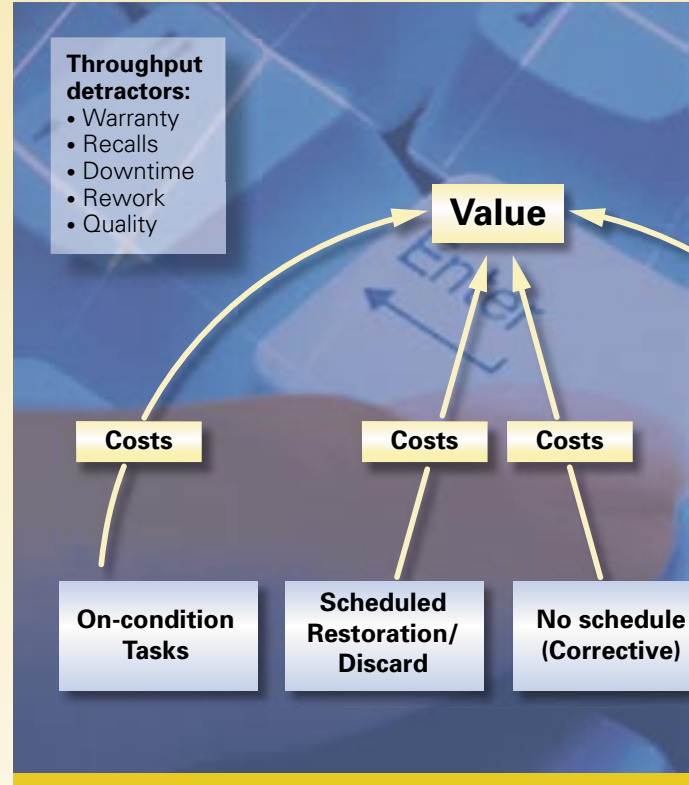 Throughput
detractors:
• Warranty
• Recalls
• Downtime
• Rework
• Quality
Value
Enter
Costs
Costs
Costs
On-condition
Tasks
Scheduled
Restoration/
Discard
No schedule
(Corrective)